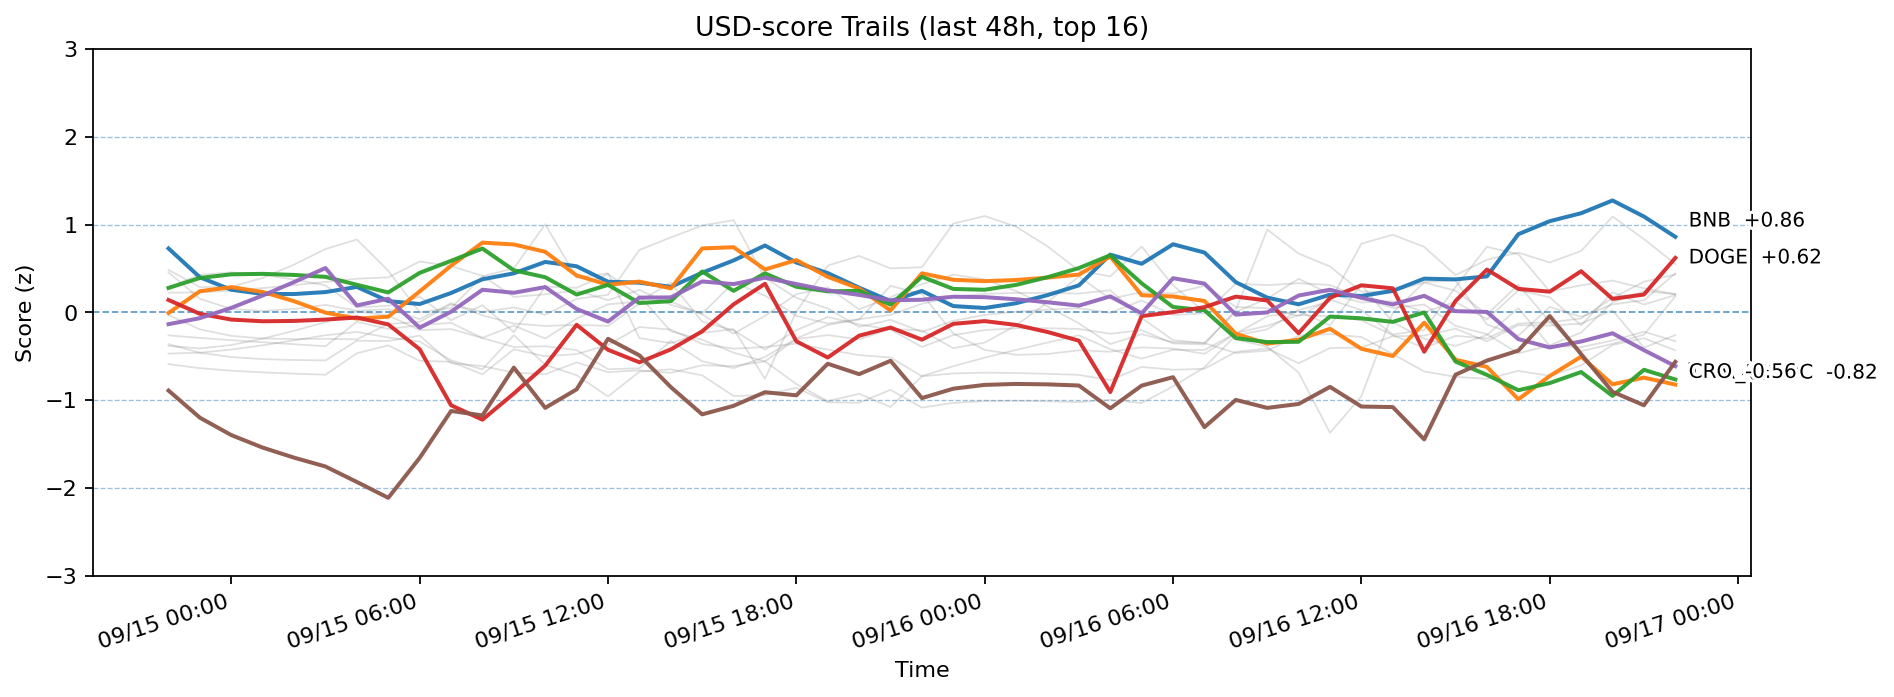 USD-score Trails (last 48h, top 16)
Score (z)
3
2
1
0
−1
−2
−3
BNB +0.86
DOGE +0.62
CRO -0.56
C -0.82
09/15 00:00
09/15 06:00
09/15 12:00
09/15 18:00
09/16 00:00
09/16 06:00
09/16 12:00
09/16 18:00
09/17 00:00
Time